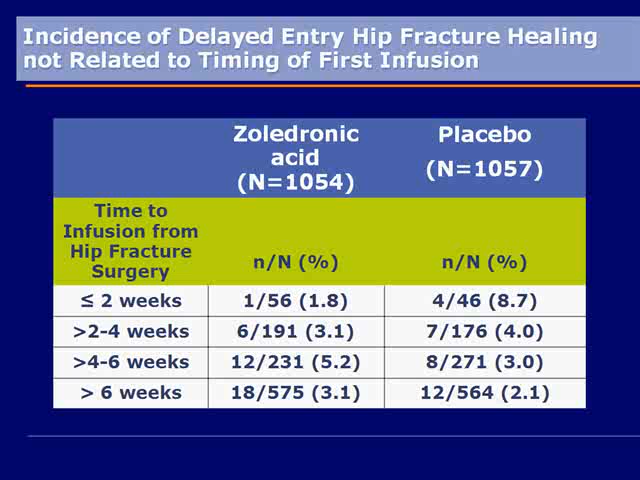 Incidence of Delayed Entry Hip Fracture Healing
not Related to Timing of First Infusion
Zoledronic
acid
(N=1054)
Placebo
(N=1057)
Time to
Infusion from
Hip Fracture
Surgery
n/N (%)
n/N (%)
≤ 2 weeks
1/56 (1.8)
4/46 (8.7)
>2-4 weeks
6/191 (3.1)
7/176 (4.0)
>4-6 weeks
12/231 (5.2)
8/271 (3.0)
> 6 weeks
18/575 (3.1)
12/564 (2.1)